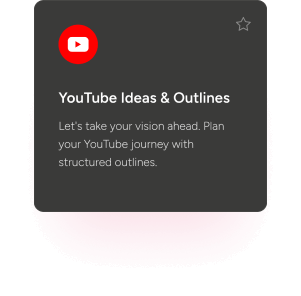 YouTube Ideas & Outlines
Let's take your vision ahead. Plan
your YouTube journey with
structured outlines.